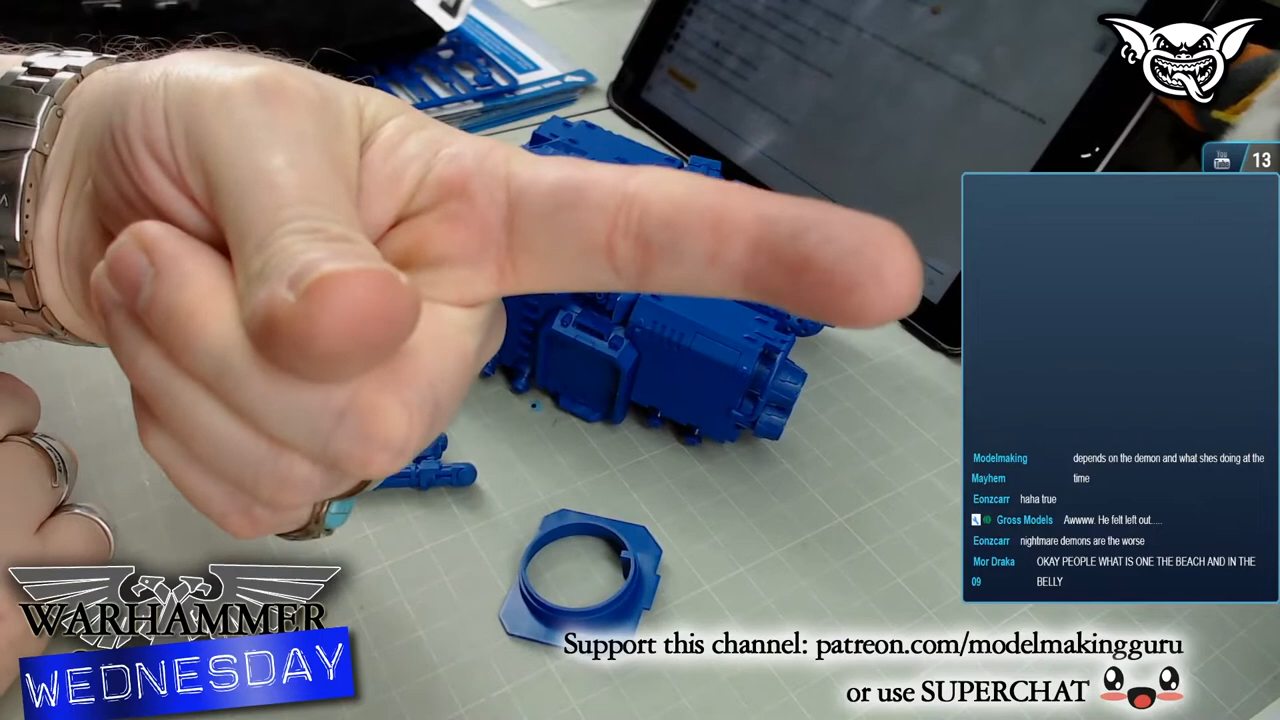 You
Tube
13
Modelmaking depends on the demon and what shes doing at the
Mayhem time
Eonzcarr haha true
Gross Models Awwww. He felt left out.....
Eonzcarr nightmare demons are the worse
Mor Draka OKAY PEOPLE WHAT IS ONE THE BEACH AND IN THE
09 BELLY
WARHAMMER
WEDNESDAY
Support this channel: patreon.com/modelmakingguru
or use SUPERCHAT